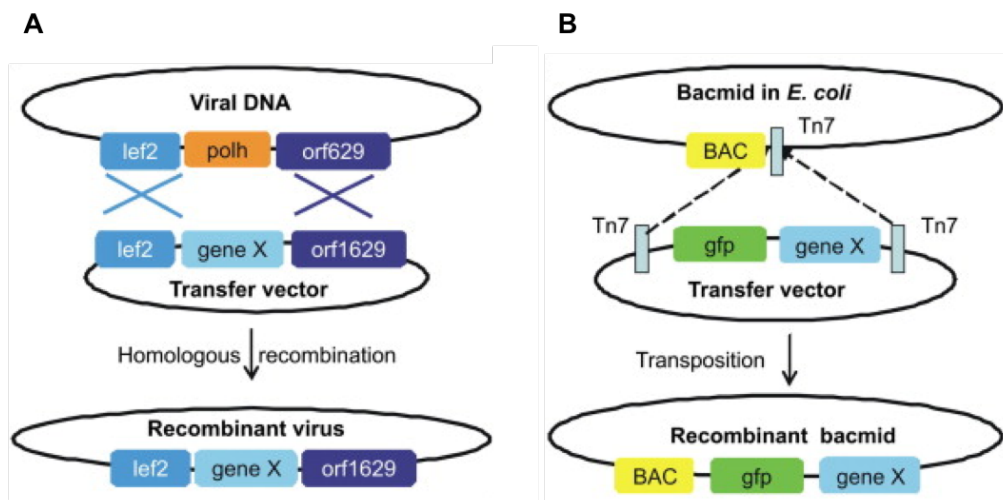 A
Viral DNA
lef2 polh orf629
lef2 gene X orf1629
Transfer vector
Homologous recombination
Recombinant virus
lef2 gene X orf1629
B
Bacmid in E. coli
Tn7
BAC
Tn7 Tn7
gfp gene X
Transfer vector
Transposition
Recombinant bacmid
BAC gfp gene X